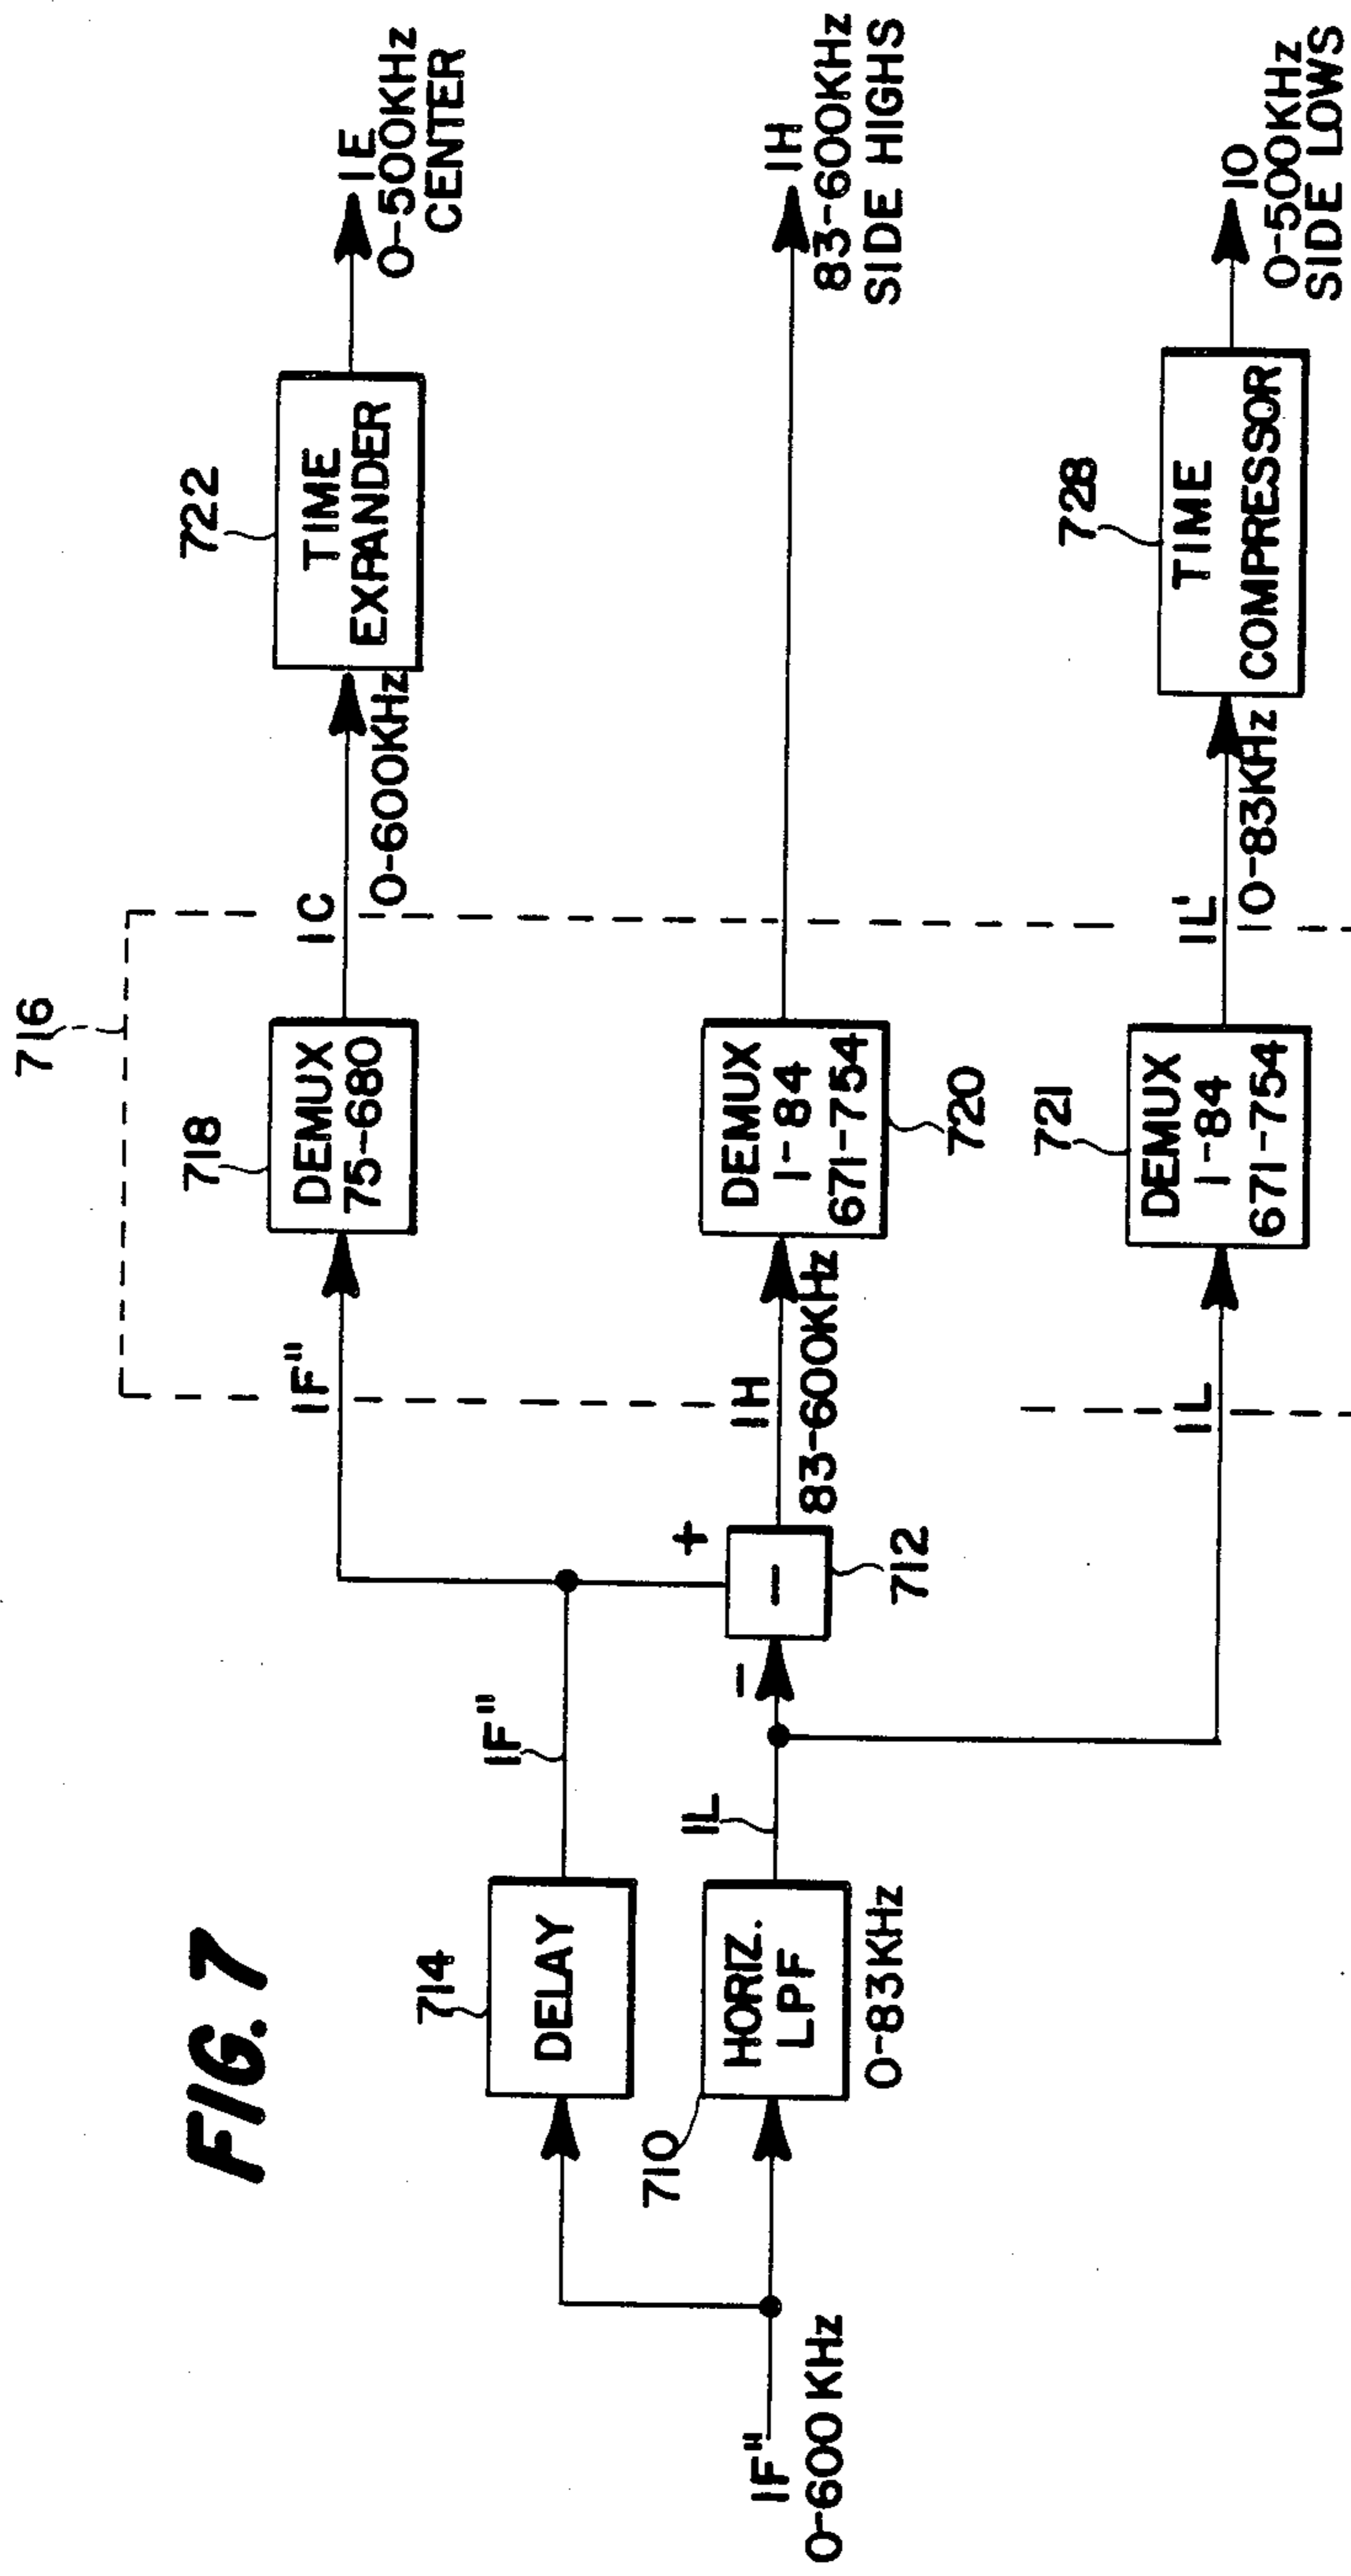 FIG. 7
IF"
0-600 KHz
714
DELAY
710
HORIZ.
LPF
0-83KHz
IF"
IL
+
-
-
712
IF"
IH
83-600KHz
IL
716
718
DEMUX
75-680
DEMUX
1-84
671-754
720
721
DEMUX
1-84
671-754
IC
0-600KHz
IL'
0-83KHz
722
TIME
EXPANDER
728
TIME
COMPRESSOR
IE
0-500KHz
CENTER
IH
83-600KHz
SIDE HIGHS
IO
0-500KHz
SIDE LOWS